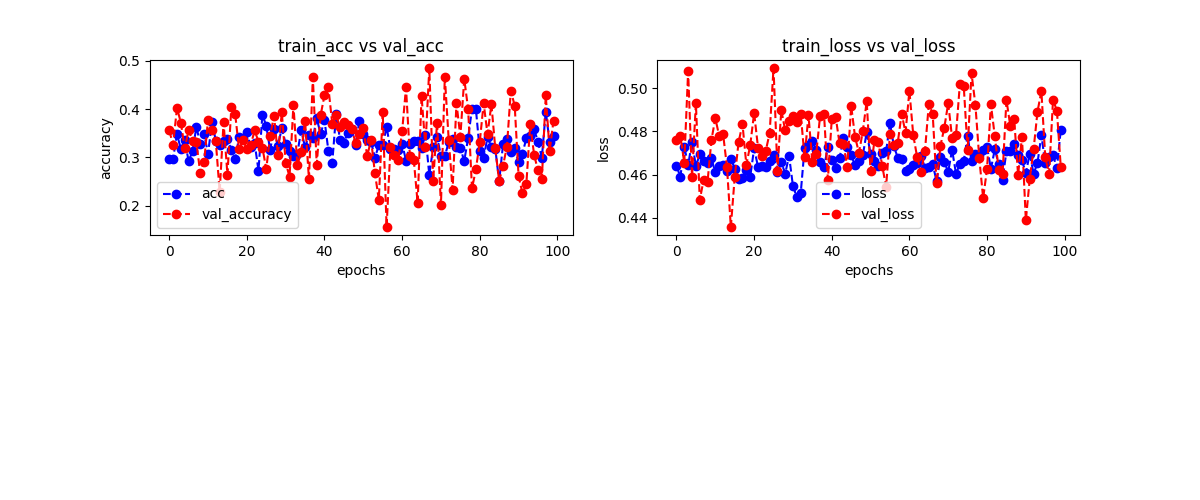 train_acc vs val_acc
accuracy
0.5
0.4
0.3
0.2
acc
val_accuracy
0 20 40 60 80 100
epochs
train_loss vs val_loss
loss
0.50
0.48
0.46
0.44
loss
val_loss
0 20 40 60 80 100
epochs